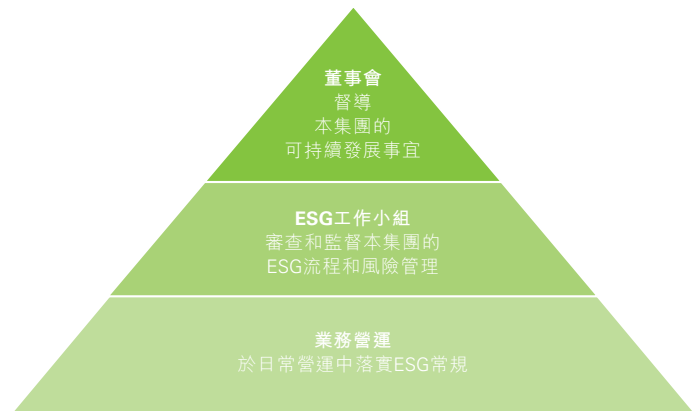 董事會
督導
本集團的
可持續發展事宜
ESG工作小組
審查和監督本集團的
ESG流程和風險管理
業務營運
於日常營運中落實ESG常規